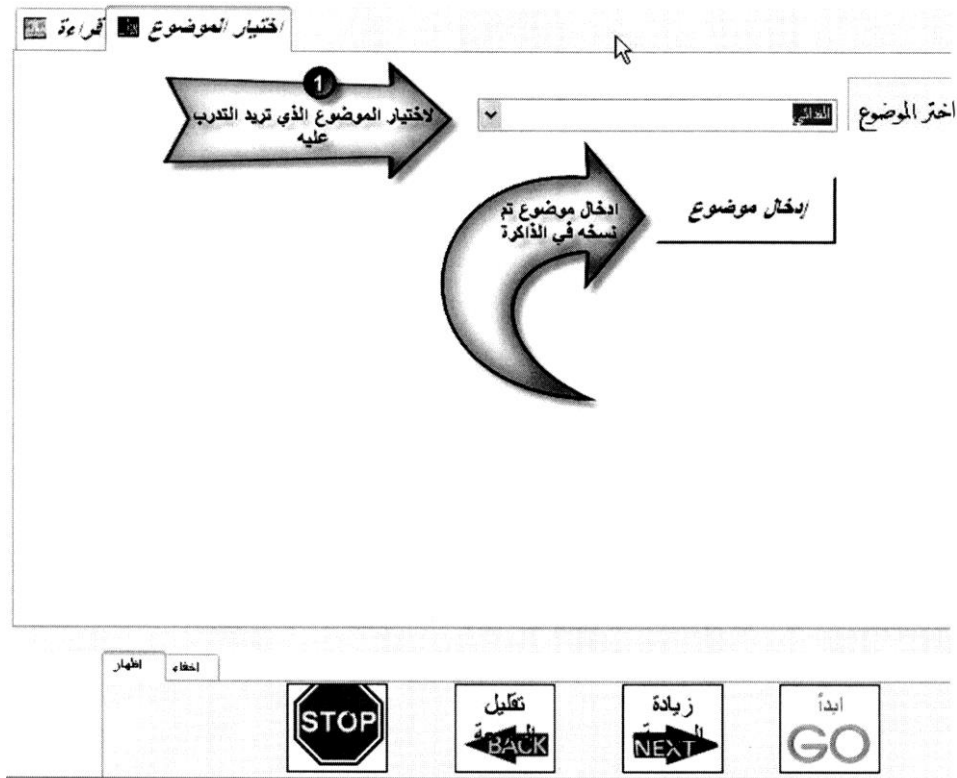 اختيار الموضوع
قراءة
1
لاختيار الموضوع الذي تريد التدرب
عليه
اختر الموضوع
ادخال موضوع تم
نسخه في الذاكرة
إدخال موضوع
اظهار
اخفاء
STOP
تقليل
BACK
زيادة
NEXT
ابدأ
GO